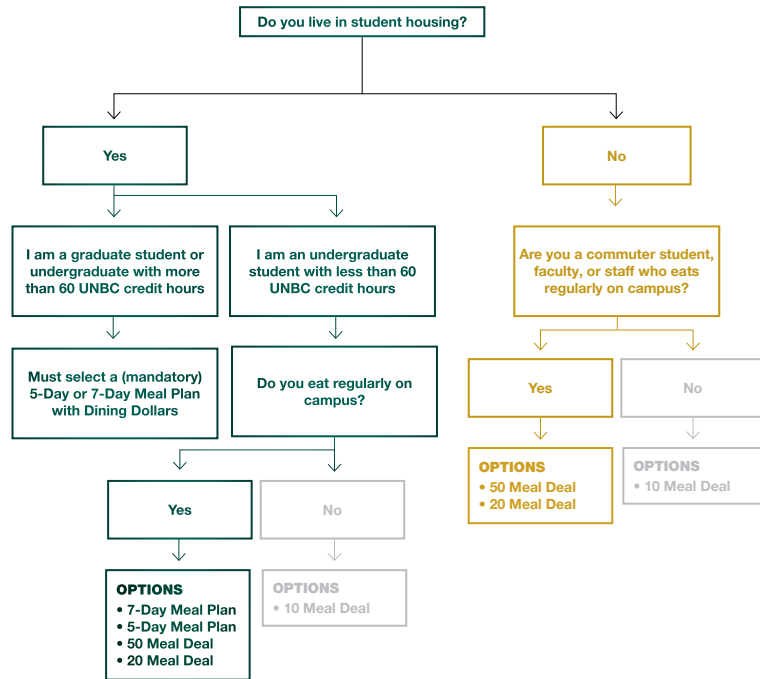 Do you live in student housing?
Yes
No
I am a graduate student or
undergraduate with more
than 60 UNBC credit hours
I am an undergraduate
student with less than 60
UNBC credit hours
Are you a commuter student,
faculty, or staff who eats
regularly on campus?
Must select a (mandatory)
5-Day or 7-Day Meal Plan
with Dining Dollars
Do you eat regularly on
campus?
Yes
No
OPTIONS
• 50 Meal Deal
• 20 Meal Deal
OPTIONS
• 10 Meal Deal
Yes
No
OPTIONS
• 7-Day Meal Plan
• 5-Day Meal Plan
• 50 Meal Deal
• 20 Meal Deal
• 10 Meal Deal